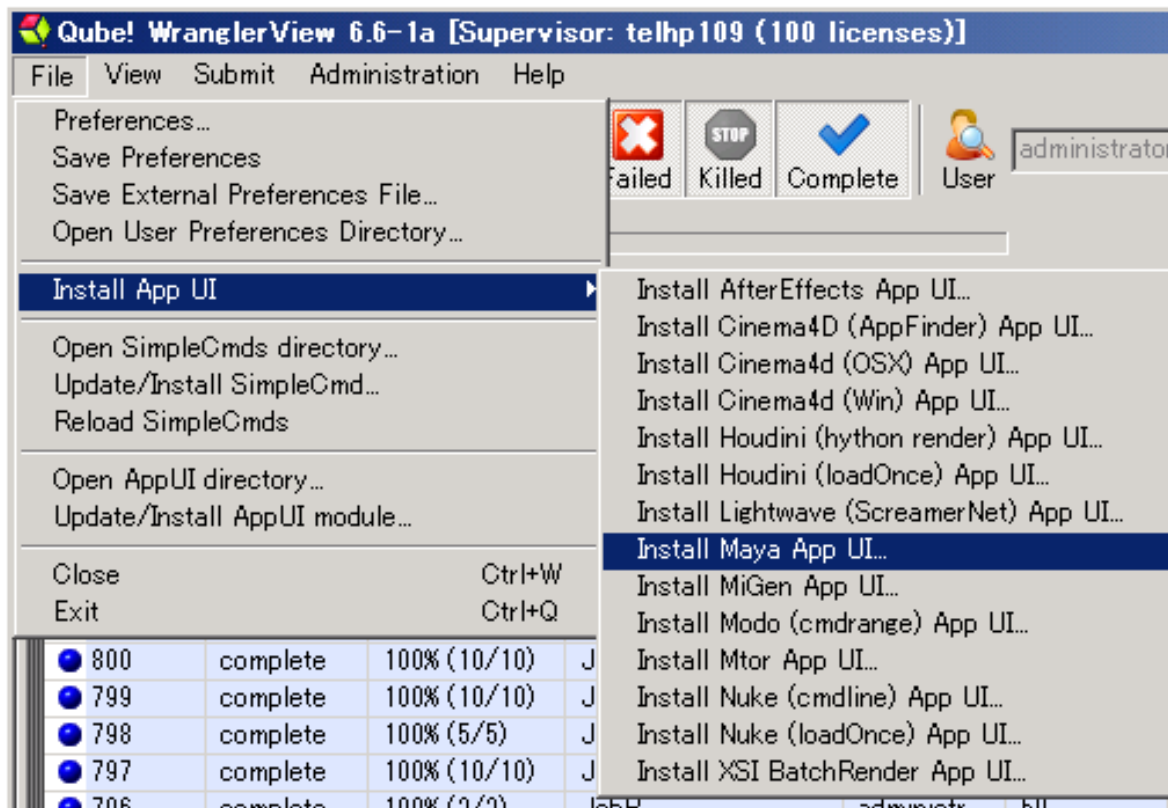 Qube! WranglerView 6.6-1a [Supervisor: telhp109 (100 licenses)]
File View Submit Administration Help
Preferences...
Save Preferences
Save External Preferences File...
Open User Preferences Directory...
Install App UI
Open SimpleCmds directory...
Update/Install SimpleCmd...
Reload SimpleCmds
Open AppUI directory...
Update/Install AppUI module...
Close Ctrl+W
Exit Ctrl+Q
Failed Killed Complete User administrator
STOP
Install AfterEffects App UI...
Install Cinema4D (AppFinder) App UI...
Install Cinema4d (OSX) App UI...
Install Cinema4d (Win) App UI...
Install Houdini (hython render) App UI...
Install Houdini (loadOnce) App UI...
Install Lightwave (ScreamerNet) App UI...
Install Maya App UI...
Install MiGen App UI...
Install Modo (cmdrange) App UI...
Install Mtor App UI...
Install Nuke (cmdline) App UI...
Install Nuke (loadOnce) App UI...
Install XSI BatchRender App UI...
800 complete 100% (10/10) J
799 complete 100% (10/10) J
798 complete 100% (5/5) J
797 complete 100% (10/10) J